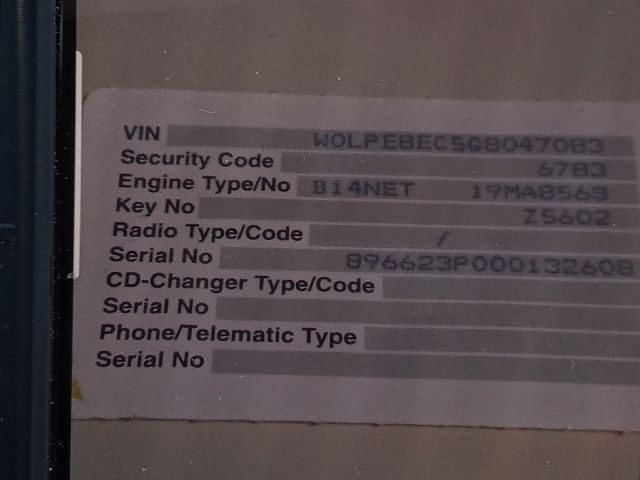 VIN W0LPE8EC5G8047083
Security Code 6783
Engine Type/No B14NET 19MA8569
Key No Z5602
Radio Type/Code /
Serial No 896623P000132608
CD-Changer Type/Code
Serial No
Phone/Telematic Type
Serial No